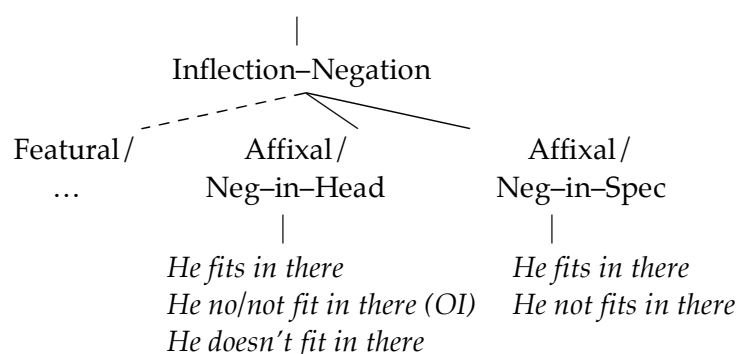 Inflection–Negation
Featural/ Affixal/ Affixal/
… Neg–in–Head Neg–in–Spec
He fits in there He fits in there
He no/not fit in there (OI) He not fits in there
He doesn't fit in there